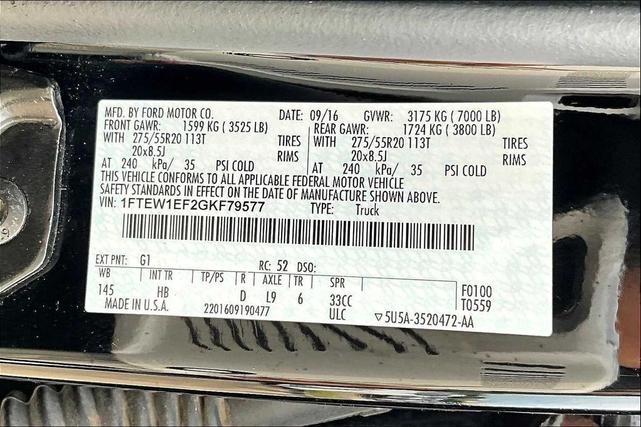 MFD. BY FORD MOTOR CO. DATE: 09/16 GVWR: 3175 KG ( 7000 LB)
FRONT GAWR: 1599 KG ( 3525 LB) REAR GAWR: 1724 KG ( 3800 LB)
WITH 275/55R20 113T TIRES WITH 275/55R20 113T TIRES
20x8.5J RIMS 20x8.5J RIMS
AT 240 kPa/ 35 PSI COLD AT 240 kPa/ 35 PSI COLD
THIS VEHICLE CONFORMS TO ALL APPLICABLE FEDERAL MOTOR VEHICLE
SAFETY STANDARDS IN EFFECT ON THE DATE OF MANUFACTURE SHOWN ABOVE.
VIN: 1FTEW1EF2GKF79577 TYPE: Truck
EXT PNT: G1 RC: 52 DSO:
WB INT TR TP/PS R AXLE TR SPR F0100
145 HB D L9 6 33CC T0559
MADE IN U.S.A. 2201609190477 ULC ▽5U5A-3520472-AA